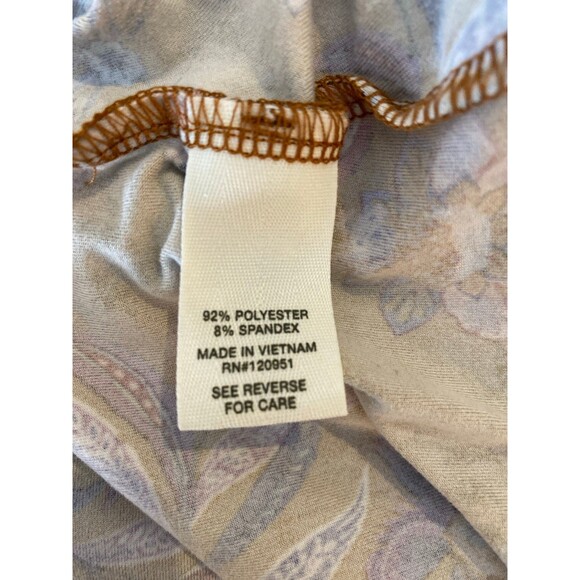 92% POLYESTER
8% SPANDEX
MADE IN VIETNAM
RN#120951
SEE REVERSE
FOR CARE